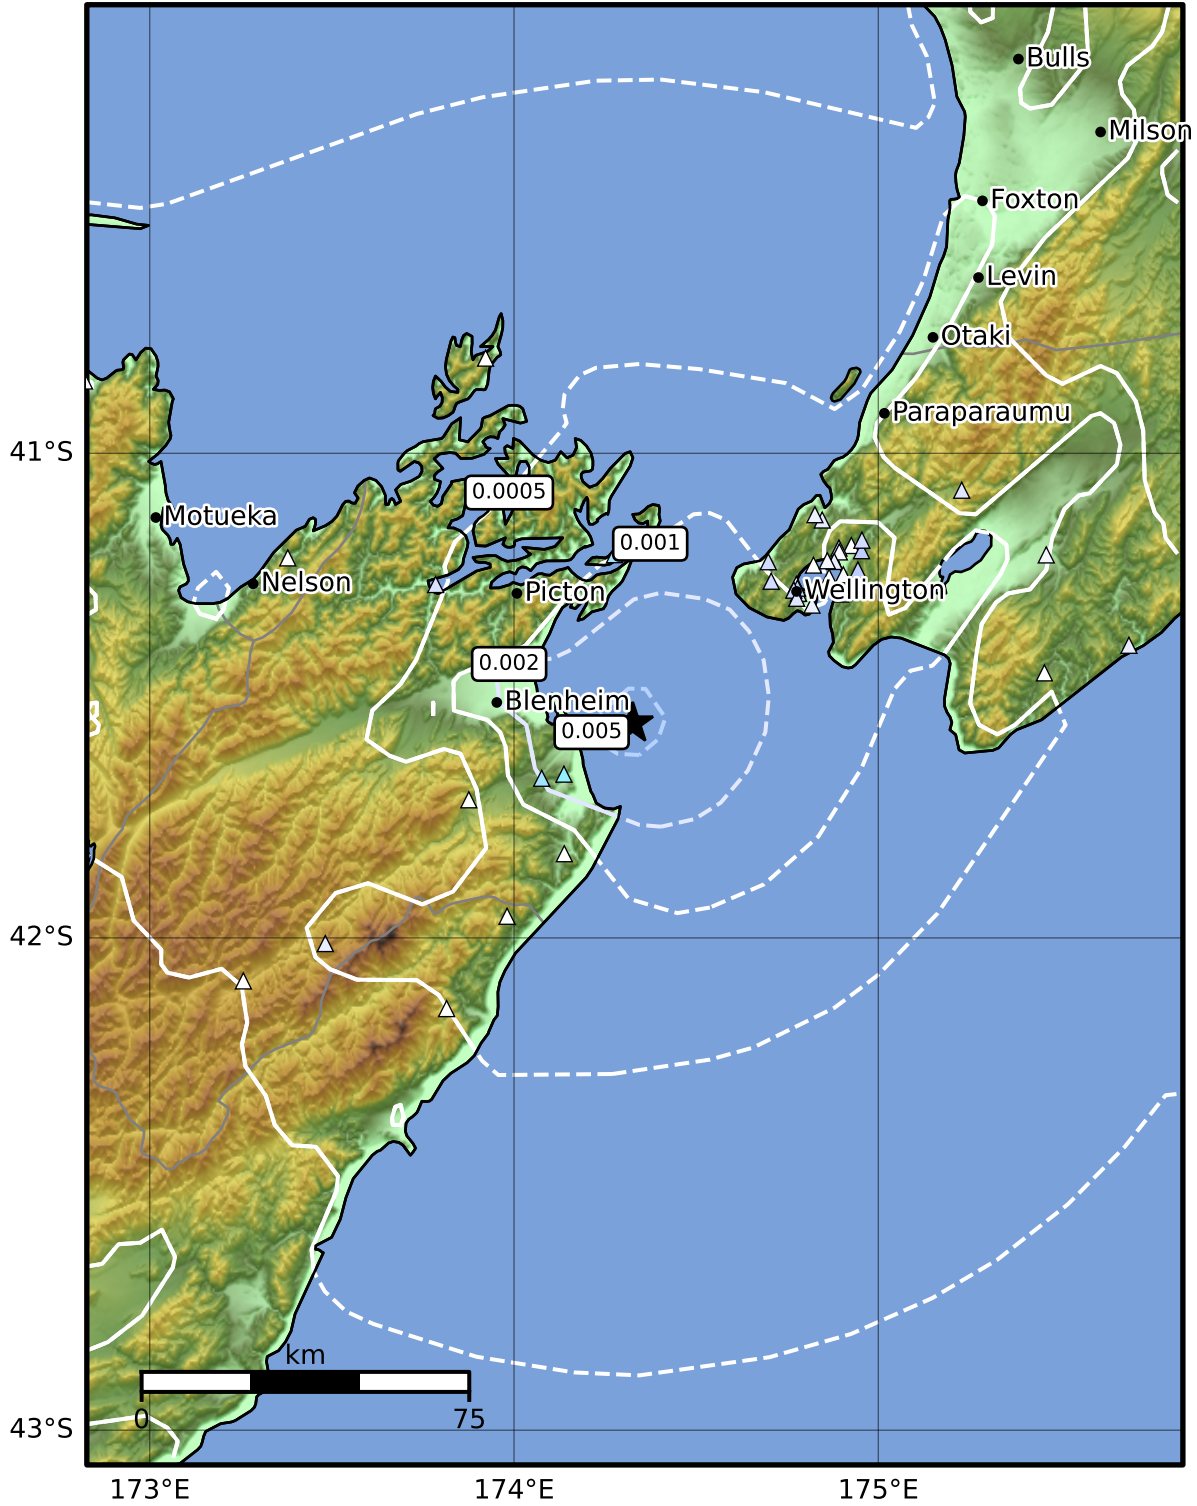 Bulls
Milson
Foxton
Levin
Otaki
Paraparaumu
41°S
0.0005
Motueka
0.001
Nelson
Picton
Wellington
0.002
Blenheim
0.005
42°S
km
0 75
43°S
173°E 174°E 175°E